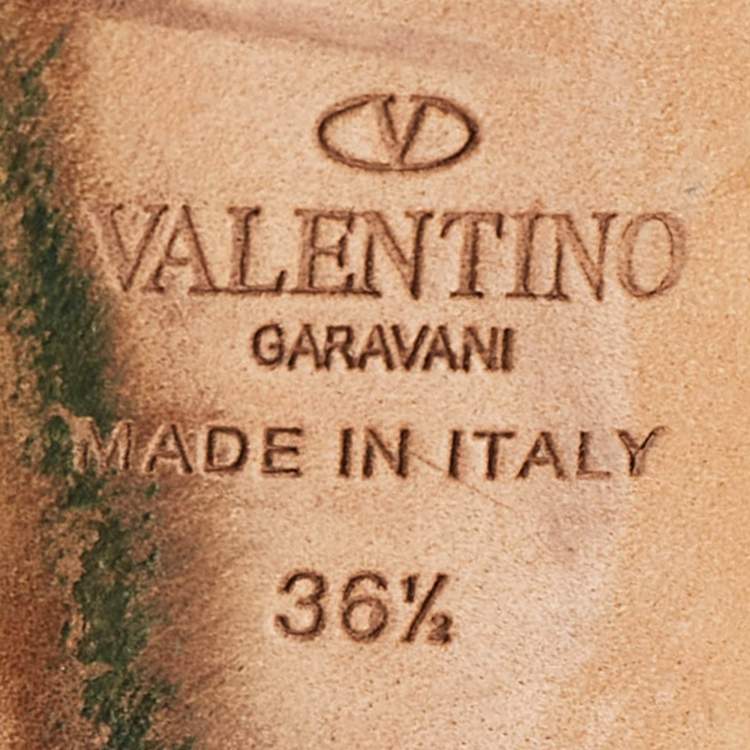 V
VALENTINO
GARAVANI
MADE IN ITALY
36½